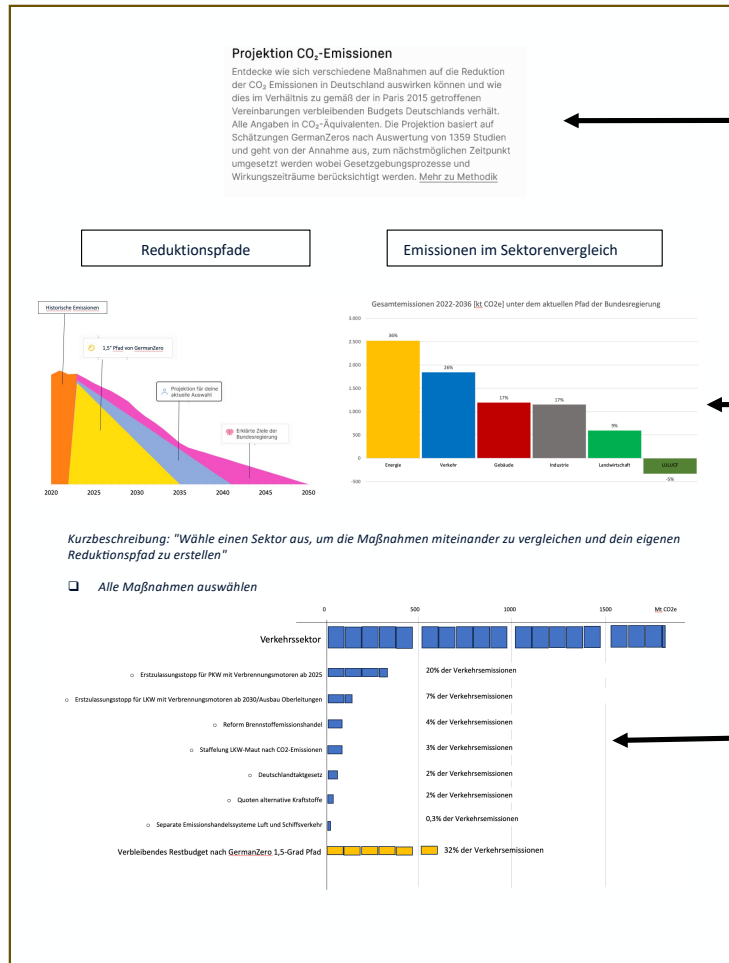 Projektion CO₂-Emissionen
Entdecke wie sich verschiedene Maßnahmen auf die Reduktion
der CO₂ Emissionen in Deutschland auswirken können und wie
dies im Verhältnis zu gemäß der in Paris 2015 getroffenen
Vereinbarungen verbleibenden Budgets Deutschlands verhält.
Alle Angaben in CO₂-Äquivalenten. Die Projektion basiert auf
Schätzungen GermanZeros nach Auswertung von 1359 Studien
und geht von der Annahme aus, zum nächstmöglichen Zeitpunkt
umgesetzt werden wobei Gesetzgebungsprozesse und
Wirkungszeiträume berücksichtigt werden. Mehr zu Methodik
Reduktionspfade
Emissionen im Sektorenvergleich
Historische Emissionen
1,5° Pfad von GermanZero
Projektion für deine
aktuelle Auswahl
Erklärte Ziele der
Bundesregierung
2020 2025 2030 2035 2040 2045 2050
Gesamtemissionen 2022-2036 [kt CO2e] unter dem aktuellen Pfad der Bundesregierung
3.000
2.500
2.000
1.500
1.000
500
0
-500
36%
26%
17%
17%
9%
-5%
Energie Verkehr Gebäude Industrie Landwirtschaft LULUCF
Kurzbeschreibung: "Wähle einen Sektor aus, um die Maßnahmen miteinander zu vergleichen und dein eigenen
Reduktionspfad zu erstellen"
Alle Maßnahmen auswählen
0 500 1000 1500 Mt CO2e
Verkehrssektor
Erstzulassungsstopp für PKW mit Verbrennungsmotoren ab 2025 20% der Verkehrsemissionen
Erstzulassungsstopp für LKW mit Verbrennungsmotoren ab 2030/Ausbau Oberleitungen 7% der Verkehrsemissionen
Reform Brennstoffemissionshandel 4% der Verkehrsemissionen
Staffelung LKW-Maut nach CO2-Emissionen 3% der Verkehrsemissionen
Deutschlandtaktgesetz 2% der Verkehrsemissionen
Quoten alternative Kraftstoffe 2% der Verkehrsemissionen
Separate Emissionshandelssysteme Luft und Schiffsverkehr 0,3% der Verkehrsemissionen
Verbleibendes Restbudget nach GermanZero 1,5-Grad Pfad 32% der Verkehrsemissionen